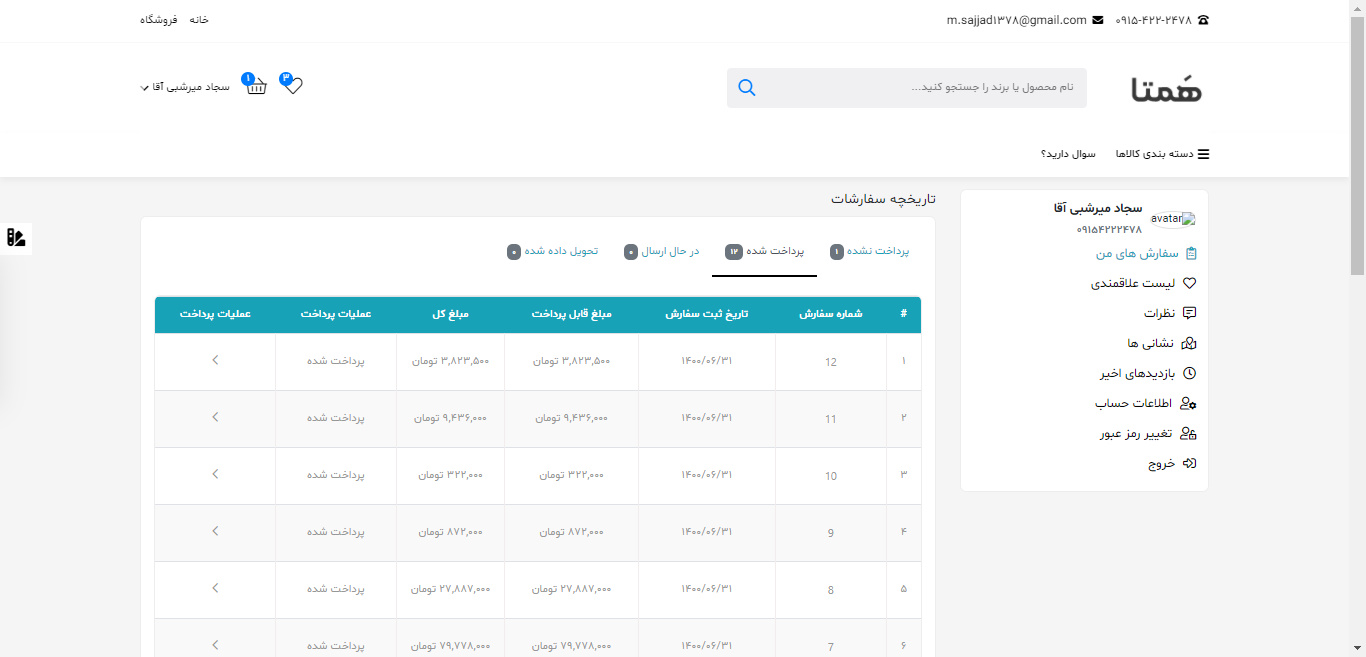 ۰۹۱۵-۴۲۲-۲۴۷۸ m.sajjad۱۳۷۸@gmail.com
خانه فروشگاه
هَمتا
نام محصول یا برند را جستجو کنید...
۳
۱
سجاد میرشبی آقا
دسته بندی کالاها سوال دارید؟
avatar
سجاد میرشبی آقا
۰۹۱۵۴۲۲۲۴۷۸
سفارش های من
لیست علاقمندی
نظرات
نشانی ها
بازدیدهای اخیر
اطلاعات حساب
تغییر رمز عبور
خروج
تاریخچه سفارشات
پرداخت نشده ۱ پرداخت شده ۱۲ در حال ارسال ۰ تحویل داده شده ۰
# شماره سفارش تاریخ ثبت سفارش مبلغ قابل پرداخت مبلغ کل عملیات پرداخت عملیات پرداخت
۱ 12 ۱۴۰۰/۰۶/۳۱ ۳,۸۲۳,۵۰۰ تومان ۳,۸۲۳,۵۰۰ تومان پرداخت شده
۲ 11 ۱۴۰۰/۰۶/۳۱ ۹,۴۳۶,۰۰۰ تومان ۹,۴۳۶,۰۰۰ تومان پرداخت شده
۳ 10 ۱۴۰۰/۰۶/۳۱ ۳۲۲,۰۰۰ تومان ۳۲۲,۰۰۰ تومان پرداخت شده
۴ 9 ۱۴۰۰/۰۶/۳۱ ۸۷۲,۰۰۰ تومان ۸۷۲,۰۰۰ تومان پرداخت شده
۵ 8 ۱۴۰۰/۰۶/۳۱ ۲۷,۸۸۷,۰۰۰ تومان ۲۷,۸۸۷,۰۰۰ تومان پرداخت شده
۶ 7 ۱۴۰۰/۰۶/۳۱ ۷۹,۷۷۸,۰۰۰ تومان ۷۹,۷۷۸,۰۰۰ تومان پرداخت شده